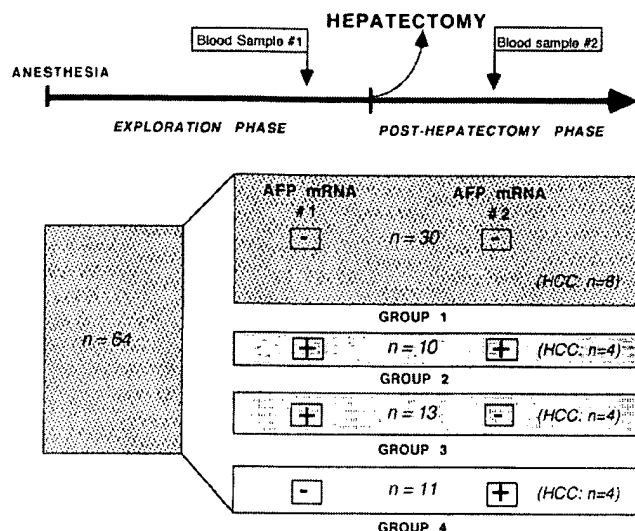 HEPATECTOMY
Blood Sample #1
Blood sample #2
ANESTHESIA
EXPLORATION PHASE
POST-HEPATECTOMY PHASE
AFP mRNA
# 1
AFP mRNA
# 2
- n = 30 -
(HCC: n=8)
GROUP 1
n = 64
+ n = 10 + (HCC: n=4)
GROUP 2
+ n = 13 - (HCC: n=4)
GROUP 3
- n = 11 + (HCC: n=4)
GROUP 4